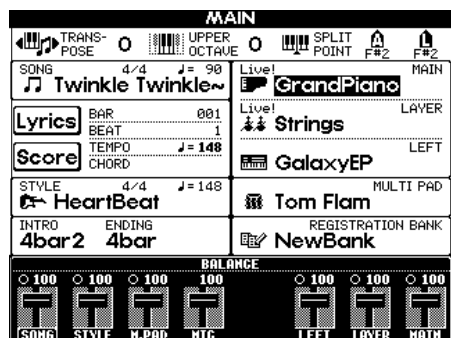 MAIN
TRANS-
POSE 0
UPPER
OCTAVE 0
SPLIT
POINT
A
F#2
L
F#2
SONG 4/4 ♩= 90
Twinkle Twinkle~
Live! MAIN
GrandPiano
Lyrics
BAR 001
BEAT 1
Live! LAYER
Strings
Score
TEMPO ♩= 148
CHORD
LEFT
GalaxyEP
STYLE 4/4 ♩= 148
HeartBeat
MULTI PAD
Tom Flam
INTRO ENDING
4bar2 4bar
REGISTRATION BANK
NewBank
BALANCE
100 100 100 100 100 100 100
SONG STYLE M.PAD MIC LEFT LAYER MAIN